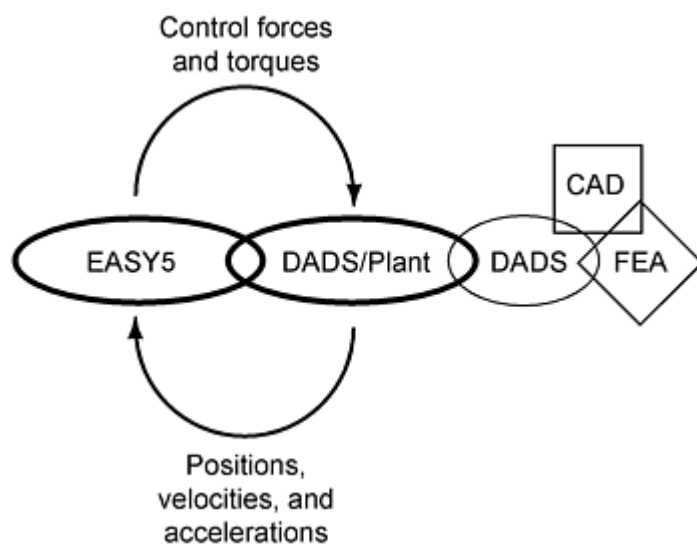 Control forces
and torques
CAD
EASY5
DADS/Plant
DADS
FEA
Positions,
velocities, and
accelerations